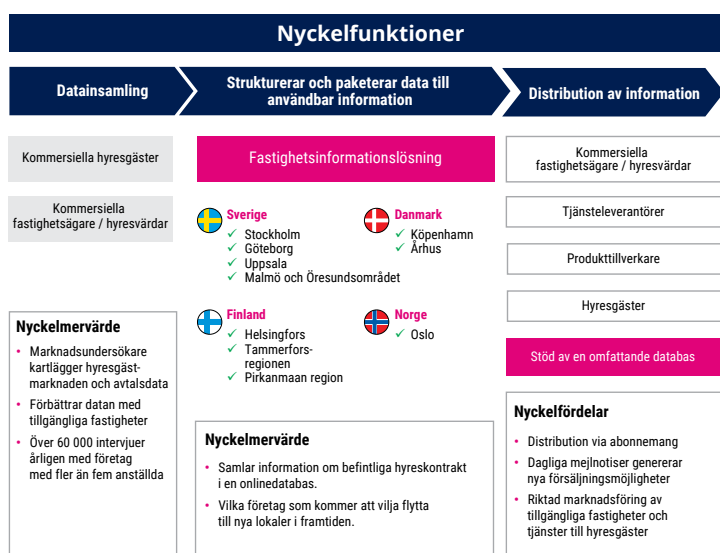 Nyckelfunktioner
Datainsamling
Strukturerar och paketerar data till
användbar information
Distribution av information
Kommersiella hyresgäster
Kommersiella
fastighetsägare / hyresvärdar
Nyckelmervärde
• Marknadsundersökare
kartlägger hyresgäst-
marknaden och avtalsdata
• Förbättrar datan med
tillgängliga fastigheter
• Över 60 000 intervjuer
årligen med företag
med fler än fem anställda
Fastighetsinformationslösning
Sverige
✓ Stockholm
✓ Göteborg
✓ Uppsala
✓ Malmö och Öresundsområdet
Danmark
✓ Köpenhamn
✓ Århus
Finland
✓ Helsingfors
✓ Tammerfors-
regionen
✓ Pirkanmaan region
Norge
✓ Oslo
Nyckelmervärde
• Samlar information om befintliga hyreskontrakt
i en onlinedatabas.
• Vilka företag som kommer att vilja flytta
till nya lokaler i framtiden.
Kommersiella
fastighetsägare / hyresvärdar
Tjänsteleverantörer
Produkttillverkare
Hyresgäster
Stöd av en omfattande databas
Nyckelfördelar
• Distribution via abonnemang
• Dagliga mejlnotiser genererar
nya försäljningsmöjligheter
• Riktad marknadsföring av
tillgängliga fastigheter och
tjänster till hyresgäster